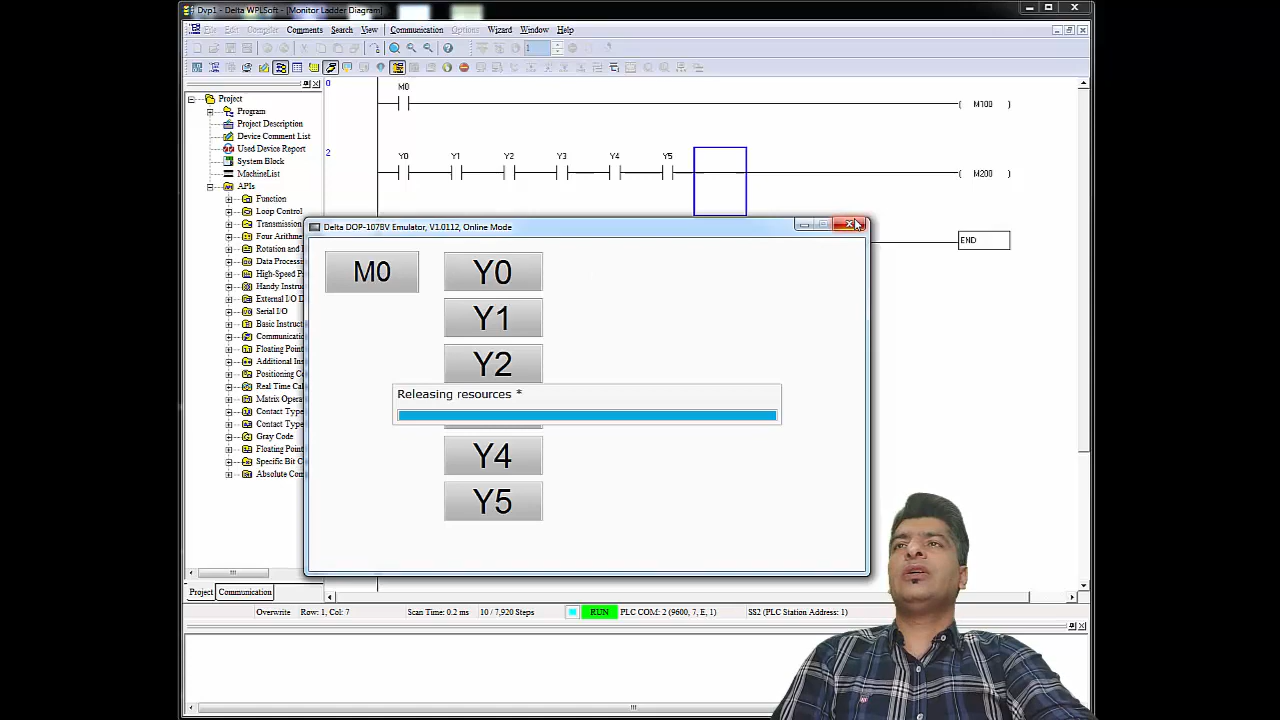 Dvp1 - Delta WPLSoft - [Monitor Ladder Diagram]
File Edit Compiler Comments Search View Communication Options Wizard Window Help
1
Project
Program
Project Description
Device Comment List
Used Device Report
System Block
MachineList
APIs
Function
Loop Control
Transmission
Four Arithme
Rotation and
Data Processi
High-Speed P
Handy Instruc
External I/O D
Serial I/O
Basic Instruct
Communicatio
Floating Point
Additional Ins
Positioning Co
Real Time Calc
Matrix Opera
Contact Type
Contact Type
Gray Code
Floating Point
Specific Bit C
Absolute Com
Project Communication
0
M0
M100
2
Y0 Y1 Y2 Y3 Y4 Y5
M200
END
Delta DOP-107BV Emulator, V1.0112, Online Mode
M0
Y0
Y1
Y2
Releasing resources *
Y4
Y5
Overwrite Row: 1, Col: 7 Scan Time: 0.2 ms 10 / 7,920 Steps RUN PLC COM: 2 (9600, 7, E, 1) SS2 (PLC Station Address: 1)